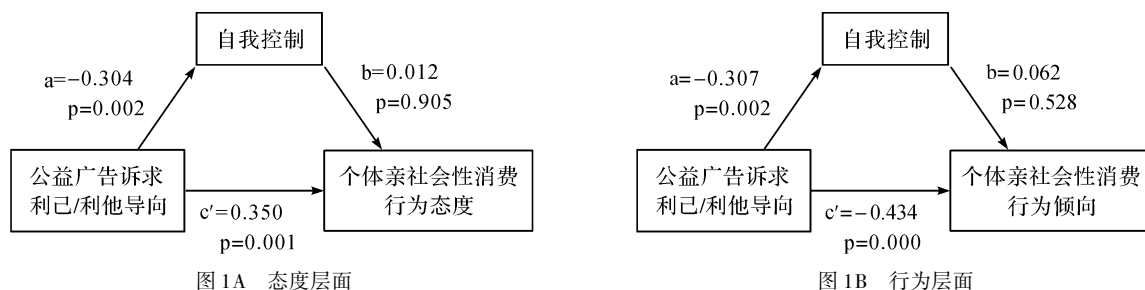 自我控制
a=-0.304
p=0.002
b=0.012
p=0.905
公益广告诉求
利己/利他导向
c′=0.350
p=0.001
个体亲社会性消费
行为态度
图1A 态度层面
自我控制
a=-0.307
p=0.002
b=0.062
p=0.528
公益广告诉求
利己/利他导向
c′=-0.434
p=0.000
个体亲社会性消费
行为倾向
图1B 行为层面